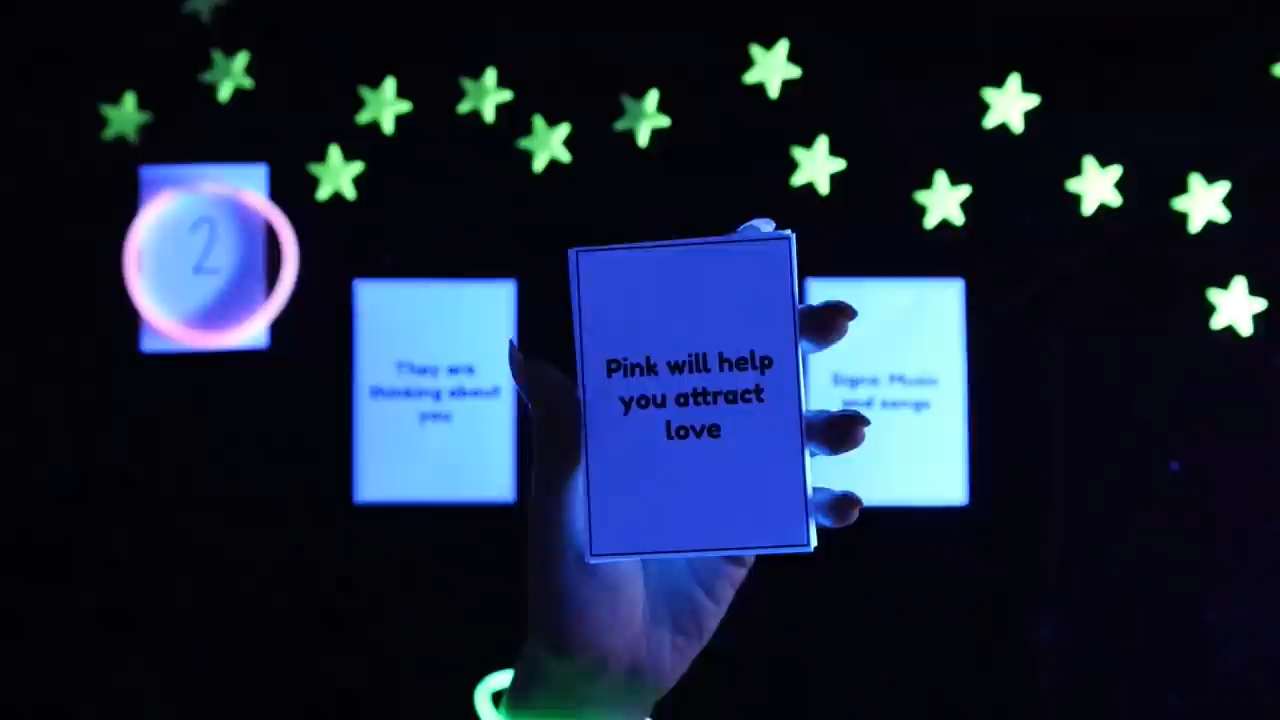 2
They are
thinking about
you
Pink will help
you attract
love
Signs: Music
and songs